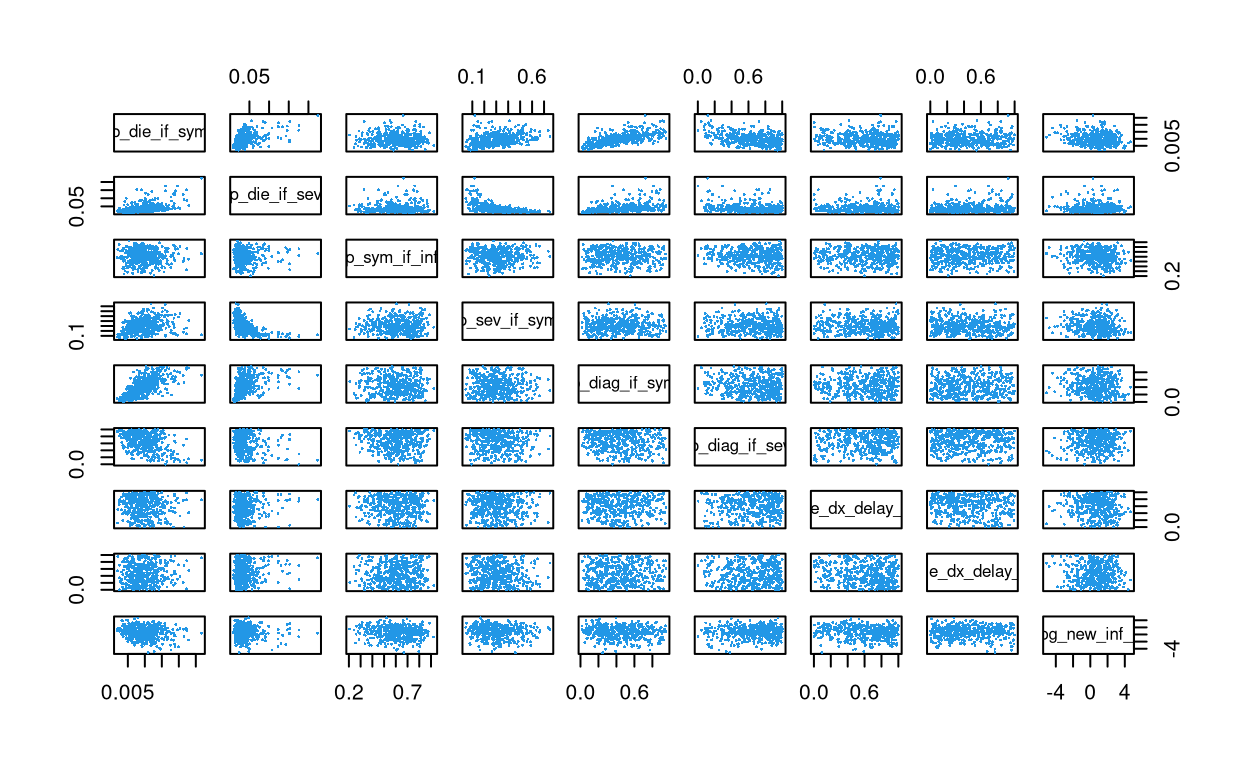 0.05 0.1 0.6 0.0 0.6 0.0 0.6
p_die_if_sym 0.005
0.05 p_die_if_sev
p_sym_if_inf 0.2
0.1 p_sev_if_sym
_diag_if_sym 0.0
0.0 p_diag_if_sev
e_dx_delay_ 0.0
0.0 e_dx_delay_
og_new_inf_ -4
0.005 0.2 0.7 0.0 0.6 0.0 0.6 -4 0 4